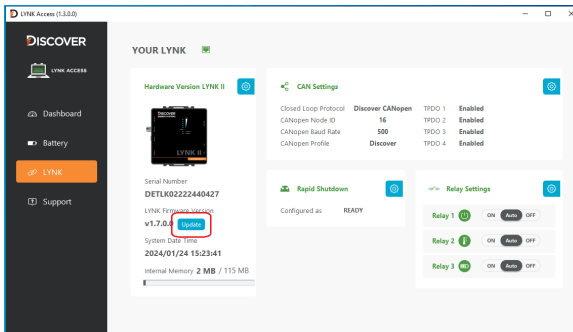 LYNK Access (1.3.0.0)
DISCOVER
LYNK ACCESS
Dashboard
Battery
LYNK
Support
YOUR LYNK
Hardware Version LYNK II
DISCOVER
LYNK II
Serial Number
DETLK02222440427
LYNK Firmware Version
v1.7.0.0 Update
System Date Time
2024/01/24 15:23:41
Internal Memory 2 MB / 115 MB
CAN Settings
Closed Loop Protocol Discover CANopen TPDO 1 Enabled
CANopen Node ID 16 TPDO 2 Enabled
CANopen Baud Rate 500 TPDO 3 Enabled
CANopen Profile Discover TPDO 4 Enabled
Rapid Shutdown
Configured as READY
Relay Settings
Relay 1 ON Auto OFF
Relay 2 ON Auto OFF
Relay 3 ON Auto OFF